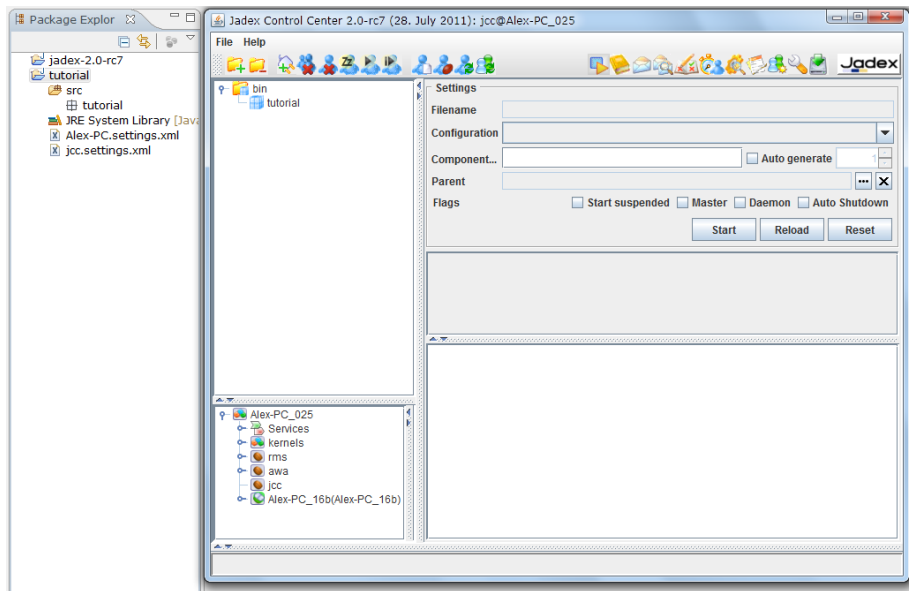 Package Explor
jadex-2.0-rc7
tutorial
src
tutorial
JRE System Library [Java
Alex-PC.settings.xml
jcc.settings.xml
Jadex Control Center 2.0-rc7 (28. July 2011): jcc@Alex-PC_025
File Help
Jadex
bin
tutorial
Settings
Filename
Configuration
Component... Auto generate 1
Parent ...
Flags Start suspended Master Daemon Auto Shutdown
Start Reload Reset
Alex-PC_025
Services
kernels
rms
awa
jcc
Alex-PC_16b(Alex-PC_16b)